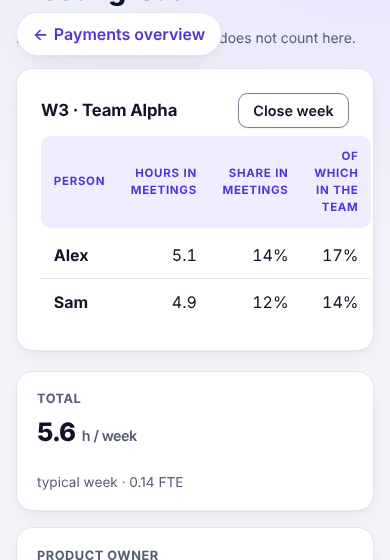 ← Payments overview
does not count here.
W3 · Team Alpha
Close week
PERSON
HOURS IN MEETINGS
SHARE IN MEETINGS
OF WHICH IN THE TEAM
Alex 5.1 14% 17%
Sam 4.9 12% 14%
TOTAL
5.6 h / week
typical week · 0.14 FTE
PRODUCT OWNER